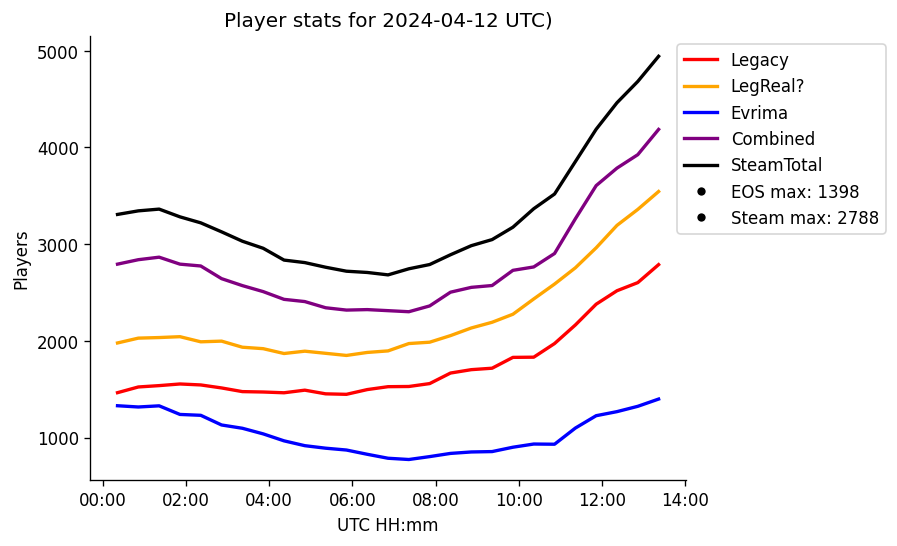 Player stats for 2024-04-12 UTC)
5000
4000
3000
2000
1000
Players
00:00 02:00 04:00 06:00 08:00 10:00 12:00 14:00
UTC HH:mm
Legacy
LegReal?
Evrima
Combined
SteamTotal
EOS max: 1398
Steam max: 2788